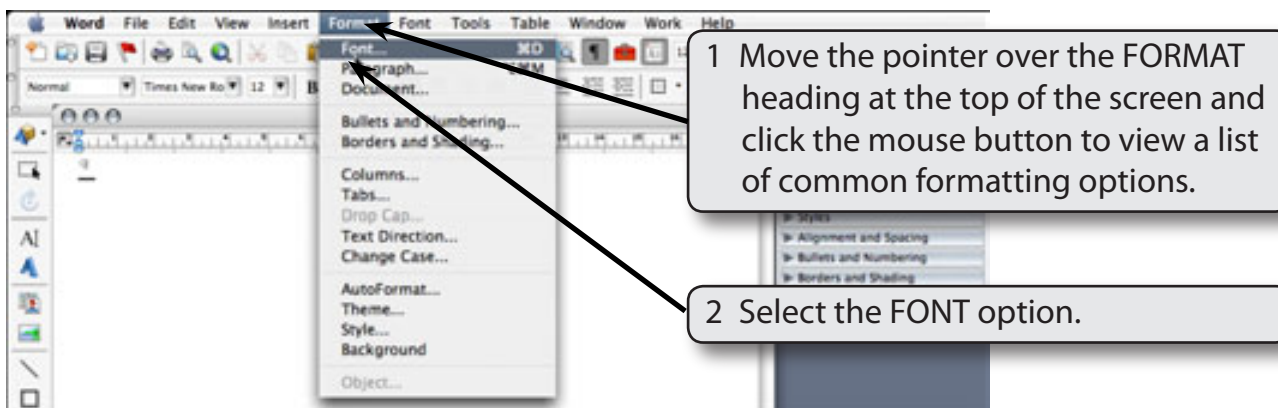 Word File Edit View Insert Format Font Tools Table Window Work Help
Normal Times New Ro 12 B
Font... ⌘D
Paragraph... ⌘M
Document...
Bullets and Numbering...
Borders and Shading...
Columns...
Tabs...
Drop Cap...
Text Direction...
Change Case...
AutoFormat...
Theme...
Style...
Background
Object...
1 Move the pointer over the FORMAT
heading at the top of the screen and
click the mouse button to view a list
of common formatting options.
Styles
Alignment and Spacing
Bullets and Numbering
Borders and Shading
2 Select the FONT option.